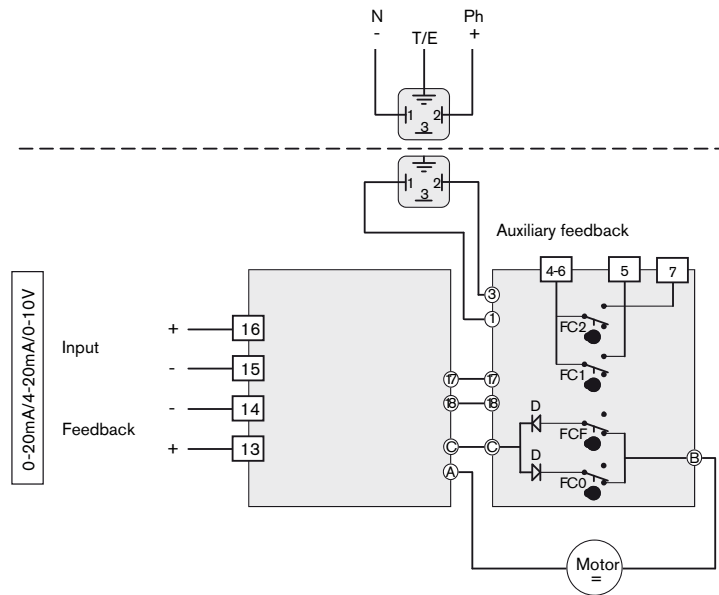 N
-
T/E
Ph
+
1
2
3
1
2
3
Auxiliary feedback
4-6
5
7
3
1
FC2
FC1
0-20mA/4-20mA/0-10V
Input
+
16
-
15
Feedback
-
14
+
13
17
17
18
18
C
C
A
D
FCF
D
FC0
B
Motor
=